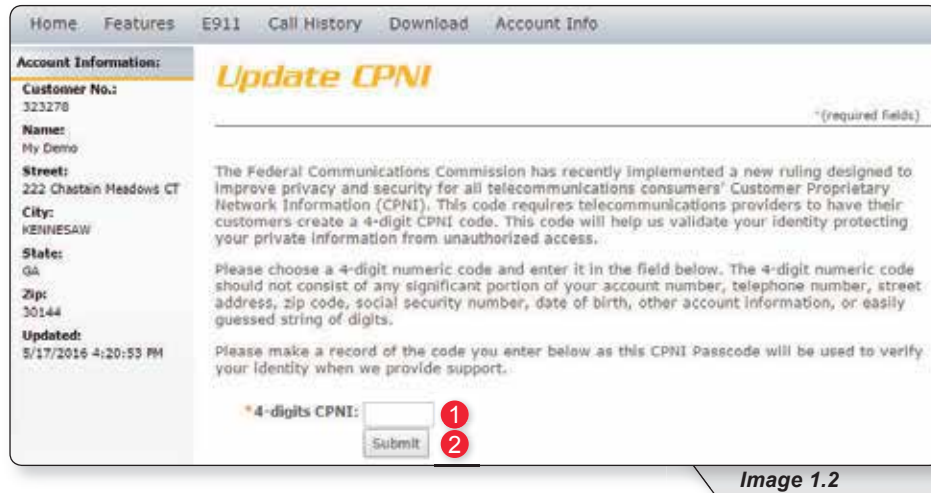 Home Features E911 Call History Download Account Info
Account Information:
Customer No.:
323278
Name:
My Demo
Street:
222 Chastain Meadows CT
City:
KENNESAW
State:
GA
Zip:
30144
Updated:
5/17/2016 4:20:53 PM
Update CPNI
*(required fields)
The Federal Communications Commission has recently implemented a new ruling designed to
improve privacy and security for all telecommunications consumers' Customer Proprietary
Network Information (CPNI). This code requires telecommunications providers to have their
customers create a 4-digit CPNI code. This code will help us validate your identity protecting
your private information from unauthorized access.
Please choose a 4-digit numeric code and enter it in the field below. The 4-digit numeric code
should not consist of any significant portion of your account number, telephone number, street
address, zip code, social security number, date of birth, other account information, or easily
guessed string of digits.
Please make a record of the code you enter below as this CPNI Passcode will be used to verify
your identity when we provide support.
*4-digits CPNI: 1
Submit 2
Image 1.2